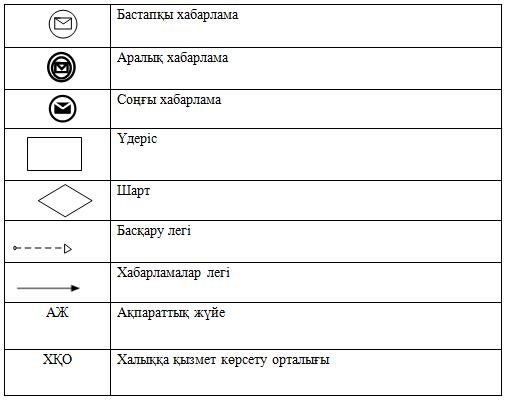 Бастапқы хабарлама
Аралық хабарлама
Соңғы хабарлама
Үдеріс
Шарт
Басқару легі
Хабарламалар легі
АЖ Ақпараттық жүйе
ХҚО Халыққа қызмет көрсету орталығы